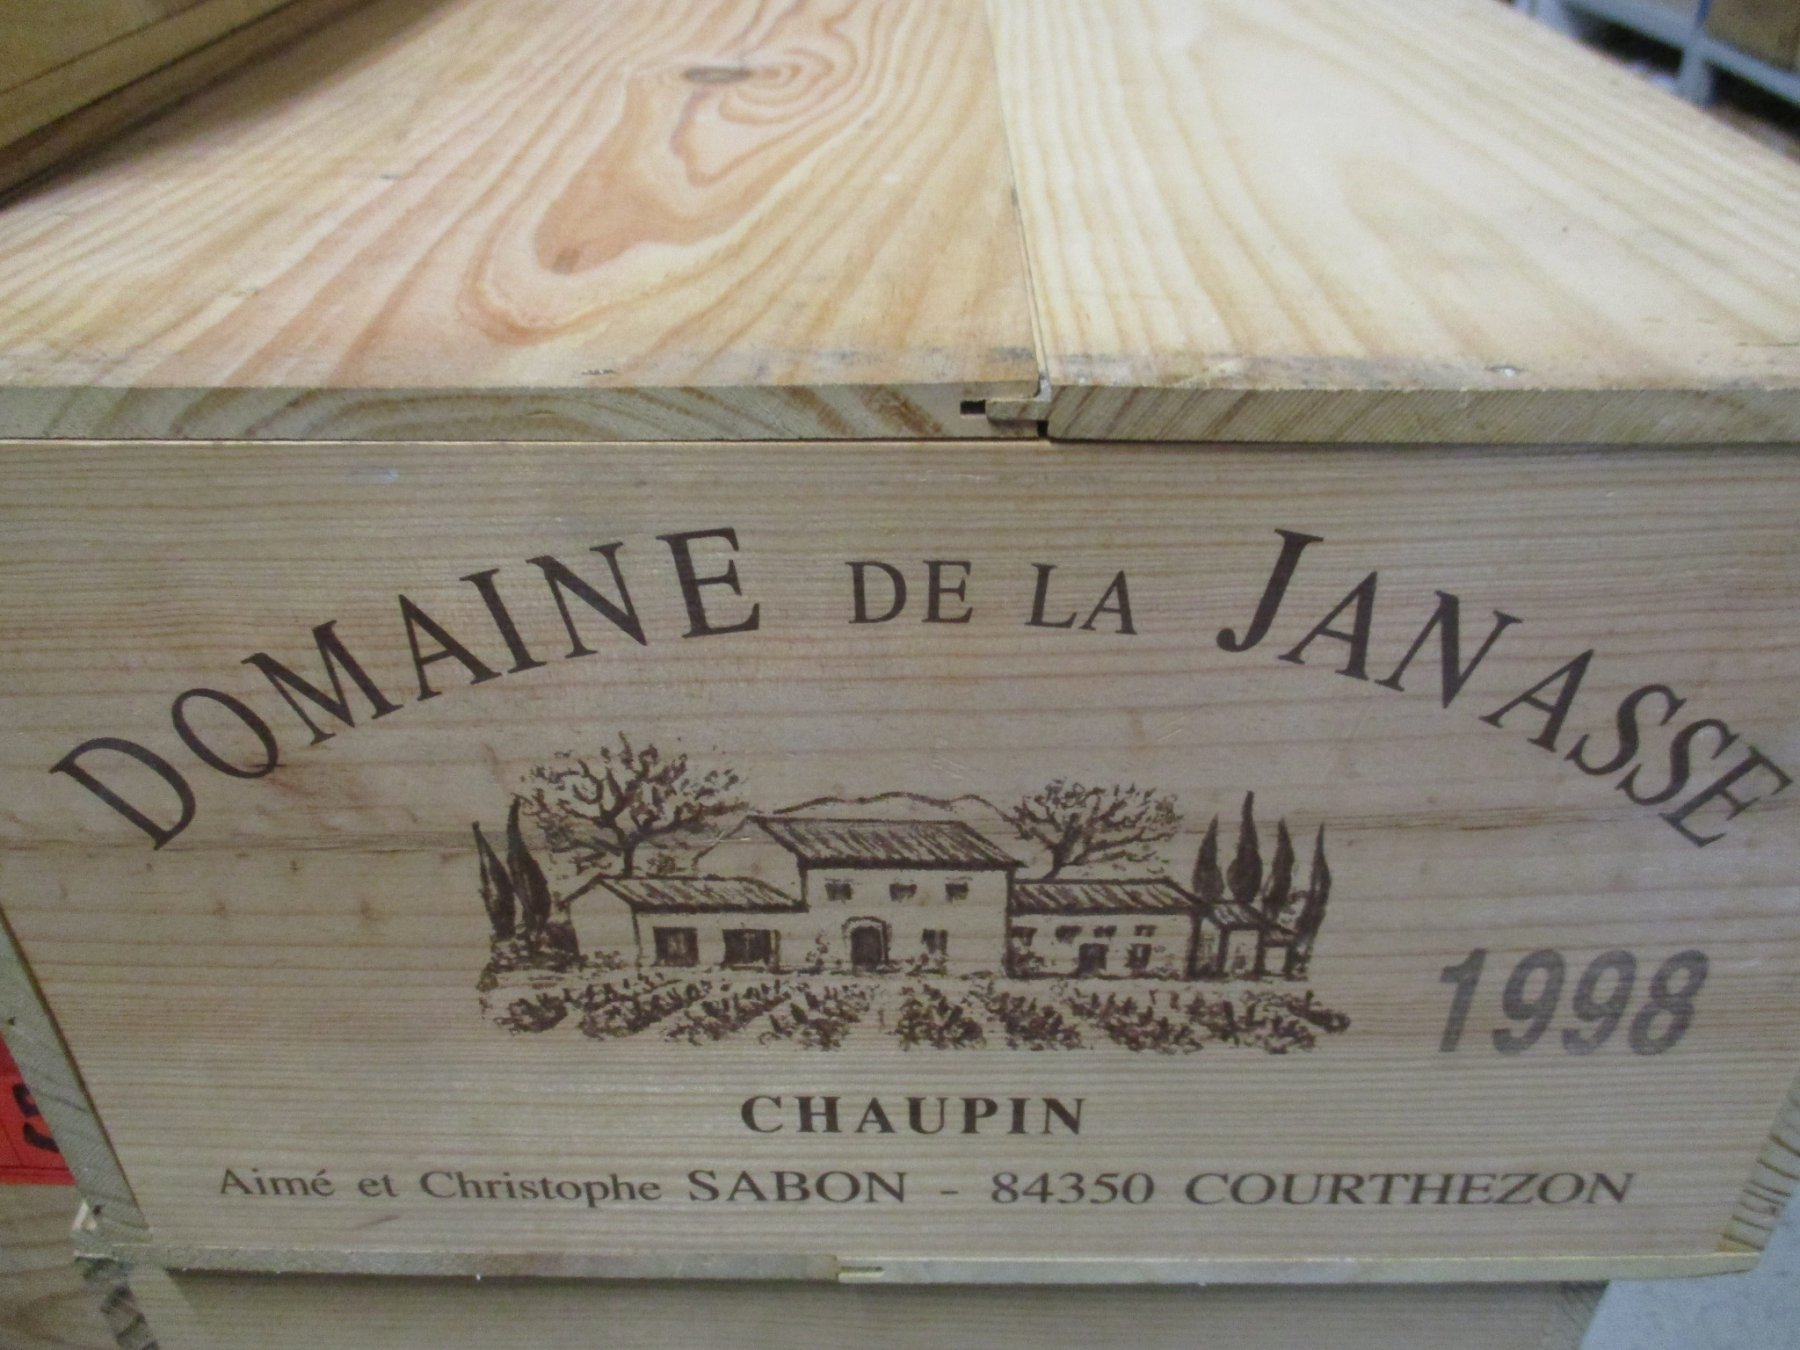 DOMAINE DE LA JANASSE
1998
CHAUPIN
Aimé et Christophe SABON - 84350 COURTHEZON